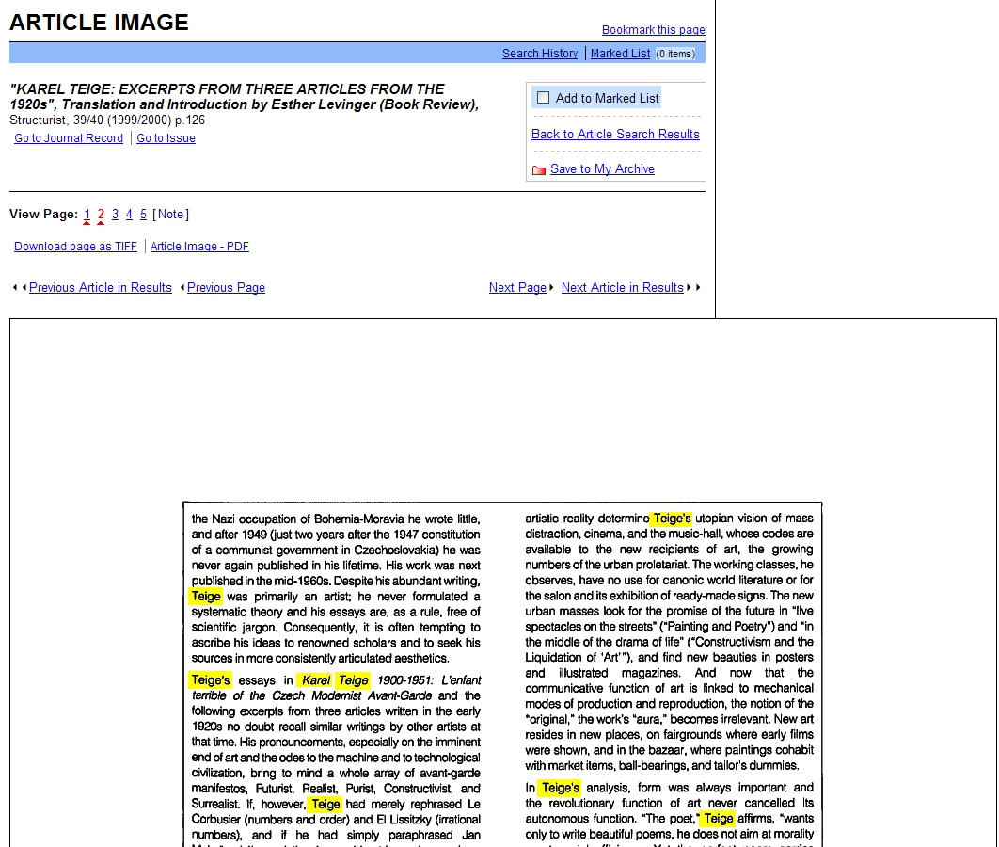 ARTICLE IMAGE
Bookmark this page
Search History | Marked List (0 items)
"KAREL TEIGE: EXCERPTS FROM THREE ARTICLES FROM THE
1920s", Translation and Introduction by Esther Levinger (Book Review),
Structurist, 39/40 (1999/2000) p.126
Go to Journal Record | Go to Issue
Add to Marked List
Back to Article Search Results
Save to My Archive
View Page: 1 2 3 4 5 [Note]
Download page as TIFF | Article Image - PDF
Previous Article in Results Previous Page
Next Page Next Article in Results
the Nazi occupation of Bohemia-Moravia he wrote little,
and after 1949 (just two years after the 1947 constitution
of a communist government in Czechoslovakia) he was
never again published in his lifetime. His work was next
published in the mid-1960s. Despite his abundant writing,
Teige was primarily an artist; he never formulated a
systematic theory and his essays are, as a rule, free of
scientific jargon. Consequently, it is often tempting to
ascribe his ideas to renowned scholars and to seek his
sources in more consistently articulated aesthetics.
Teige's essays in Karel Teige 1900-1951: L'enfant
terrible of the Czech Modernist Avant-Garde and the
following excerpts from three articles written in the early
1920s no doubt recall similar writings by other artists at
that time. His pronouncements, especially on the imminent
end of art and the odes to the machine and to technological
civilization, bring to mind a whole array of avant-garde
manifestos, Futurist, Realist, Purist, Constructivist, and
Surrealist. If, however, Teige had merely rephrased Le
Corbusier (numbers and order) and El Lissitzky (irrational
numbers), and if he had simply paraphrased Jan
artistic reality determine Teige's utopian vision of mass
distraction, cinema, and the music-hall, whose codes are
available to the new recipients of art, the growing
numbers of the urban proletariat. The working classes, he
observes, have no use for canonic world literature or for
the salon and its exhibition of ready-made signs. The new
urban masses look for the promise of the future in "live
spectacles on the streets" ("Painting and Poetry") and "in
the middle of the drama of life" ("Constructivism and the
Liquidation of 'Art'"), and find new beauties in posters
and illustrated magazines. And now that the
communicative function of art is linked to mechanical
modes of production and reproduction, the notion of the
"original," the work's "aura," becomes irrelevant. New art
resides in new places, on fairgrounds where early films
were shown, and in the bazaar, where paintings cohabit
with market items, ball-bearings, and tailor's dummies.
In Teige's analysis, form was always important and
the revolutionary function of art never cancelled its
autonomous function. "The poet," Teige affirms, "wants
only to write beautiful poems, he does not aim at morality